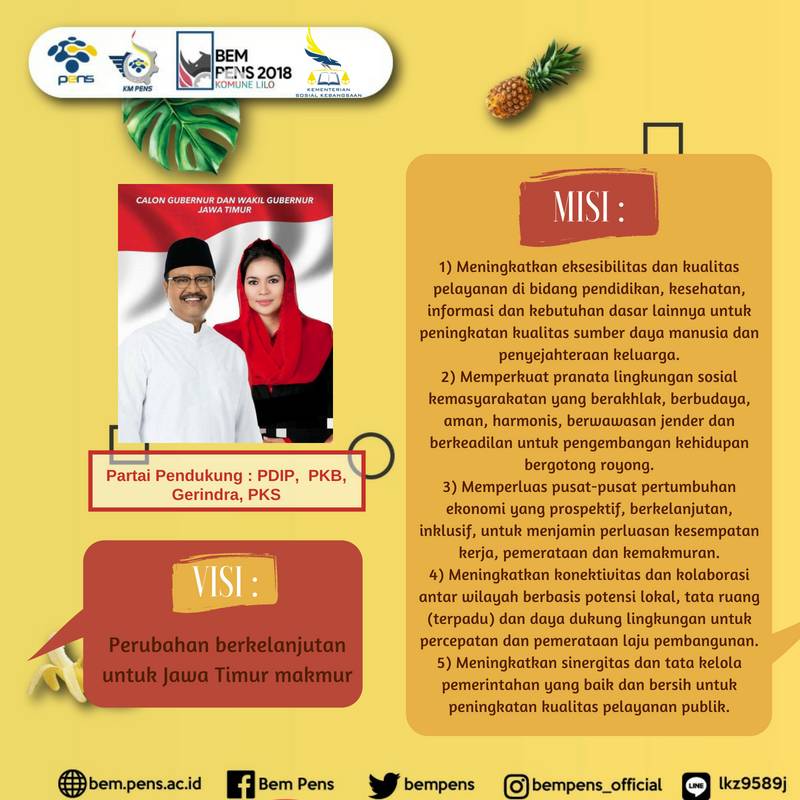 pens
KM PENS
BEM
PENS 2018
KOMUNE LILO
KEMENTERIAN
SOSIAL KEBANGSAAN
CALON GUBERNUR DAN WAKIL GUBERNUR
JAWA TIMUR
Partai Pendukung : PDIP, PKB,
Gerindra, PKS
VISI :
Perubahan berkelanjutan
untuk Jawa Timur makmur
MISI :
1) Meningkatkan eksesibilitas dan kualitas
pelayanan di bidang pendidikan, kesehatan,
informasi dan kebutuhan dasar lainnya untuk
peningkatan kualitas sumber daya manusia dan
penyejahteraan keluarga.
2) Memperkuat pranata lingkungan sosial
kemasyarakatan yang berakhlak, berbudaya,
aman, harmonis, berwawasan jender dan
berkeadilan untuk pengembangan kehidupan
bergotong royong.
3) Memperluas pusat-pusat pertumbuhan
ekonomi yang prospektif, berkelanjutan,
inklusif, untuk menjamin perluasan kesempatan
kerja, pemerataan dan kemakmuran.
4) Meningkatkan konektivitas dan kolaborasi
antar wilayah berbasis potensi lokal, tata ruang
(terpadu) dan daya dukung lingkungan untuk
percepatan dan pemerataan laju pembangunan.
5) Meningkatkan sinergitas dan tata kelola
pemerintahan yang baik dan bersih untuk
peningkatan kualitas pelayanan publik.
bem.pens.ac.id Bem Pens bempens bempens_official LINE lkz9589j